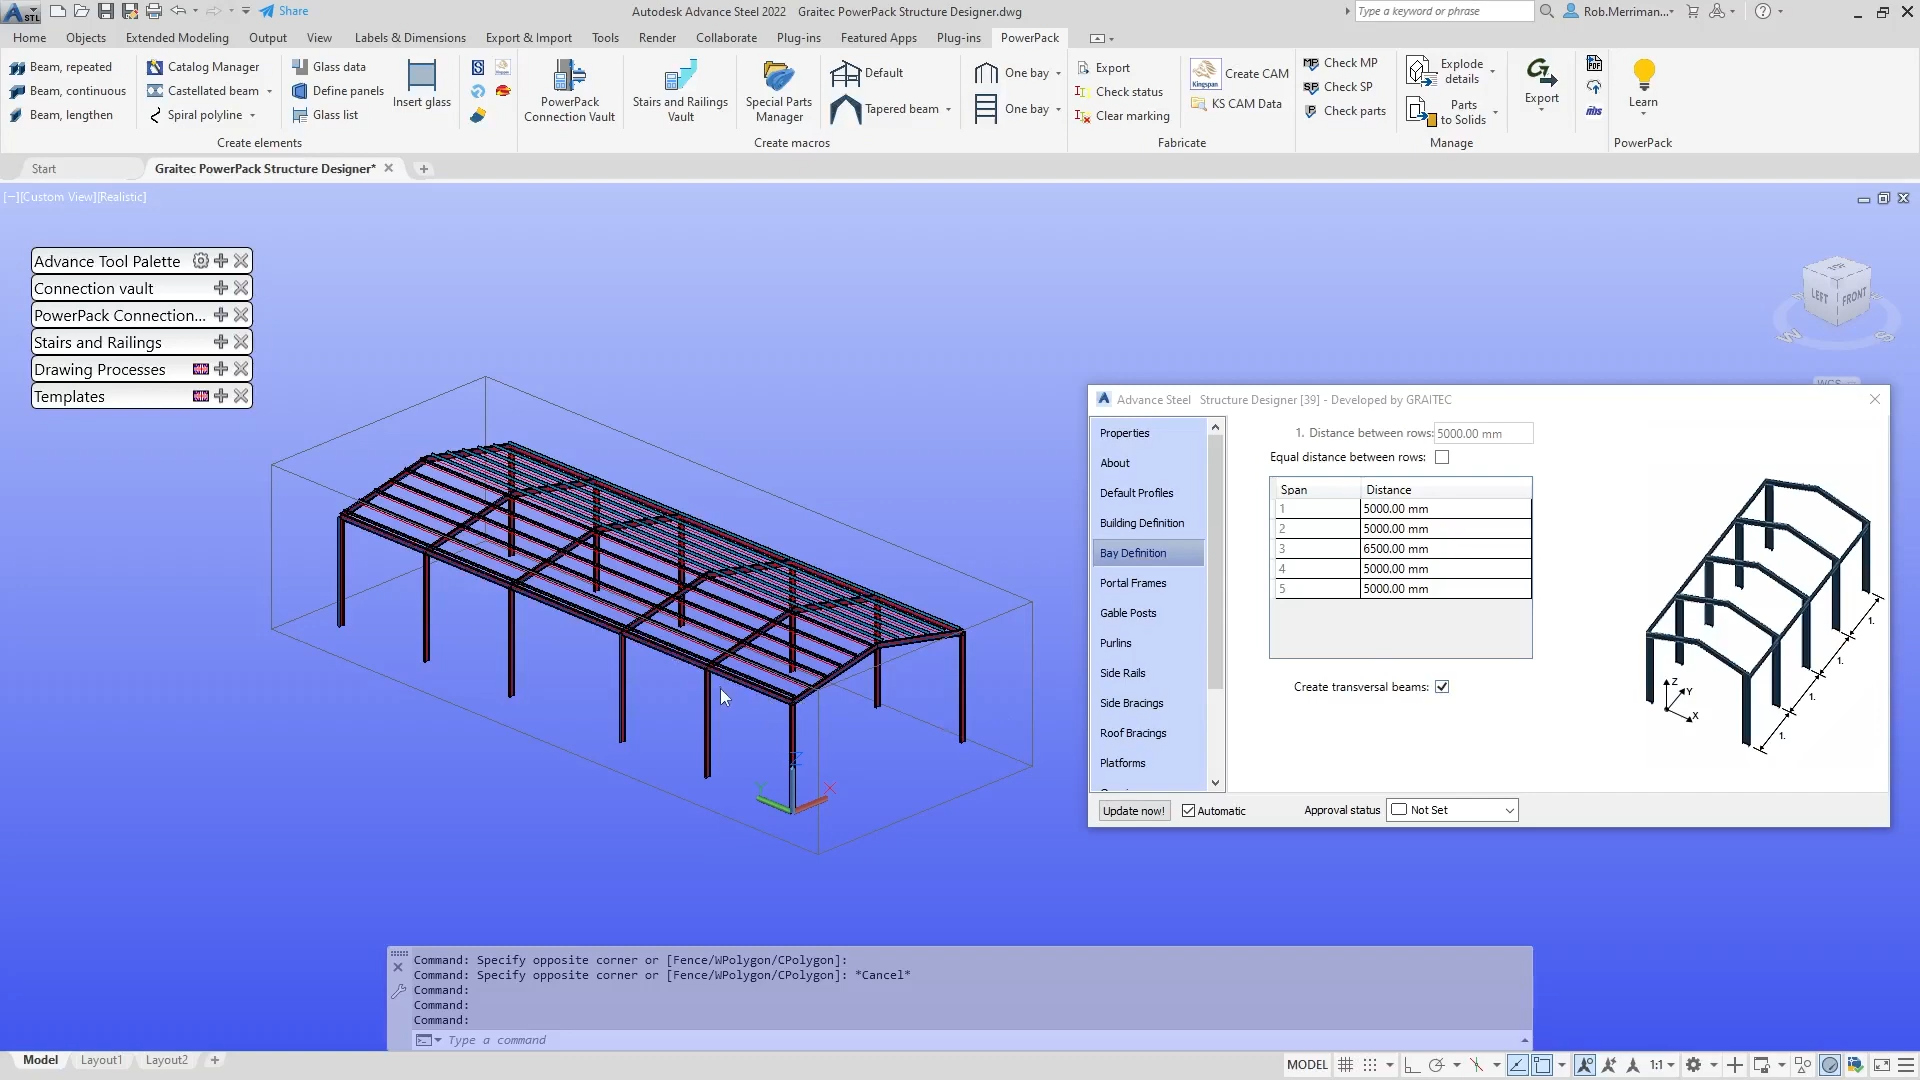 STL
Share
Autodesk Advance Steel 2022 Graitec PowerPack Structure Designer.dwg
Type a keyword or phrase
Rob.Merriman...
Home Objects Extended Modeling Output View Labels & Dimensions Export & Import Tools Render Collaborate Plug-ins Featured Apps Plug-ins PowerPack
Beam, repeated
Beam, continuous
Beam, lengthen
Catalog Manager
Castellated beam
Spiral polyline
Glass data
Define panels
Glass list
Insert glass
Create elements
PowerPack
Connection Vault
Stairs and Railings
Vault
Special Parts
Manager
Default
Tapered beam
One bay
One bay
Create macros
Export
Check status
Clear marking
Kingspan
Create CAM
KS CAM Data
Fabricate
MP Check MP
SP Check SP
P Check parts
Explode
details
Parts
to Solids
Manage
Export
PDF
Learn
PowerPack
Start
Graitec PowerPack Structure Designer*
[−][Custom View][Realistic]
Advance Tool Palette
Connection vault
PowerPack Connection...
Stairs and Railings
Drawing Processes
Templates
TOP
LEFT
FRONT
W
S
WCS
Z
Y
X
Advance Steel Structure Designer [39] - Developed by GRAITEC
Properties
About
Default Profiles
Building Definition
Bay Definition
Portal Frames
Gable Posts
Purlins
Side Rails
Side Bracings
Roof Bracings
Platforms
1. Distance between rows: 5000.00 mm
Equal distance between rows:
Span Distance
1 5000.00 mm
2 5000.00 mm
3 6500.00 mm
4 5000.00 mm
5 5000.00 mm
Create transversal beams:
Z
Y
X
1.
1.
1.
1.
Update now!
Automatic
Approval status
Not Set
Command: Specify opposite corner or [Fence/WPolygon/CPolygon]:
Command: Specify opposite corner or [Fence/WPolygon/CPolygon]: *Cancel*
Command:
Command:
Command:
Type a command
Model Layout1 Layout2
MODEL
1:1